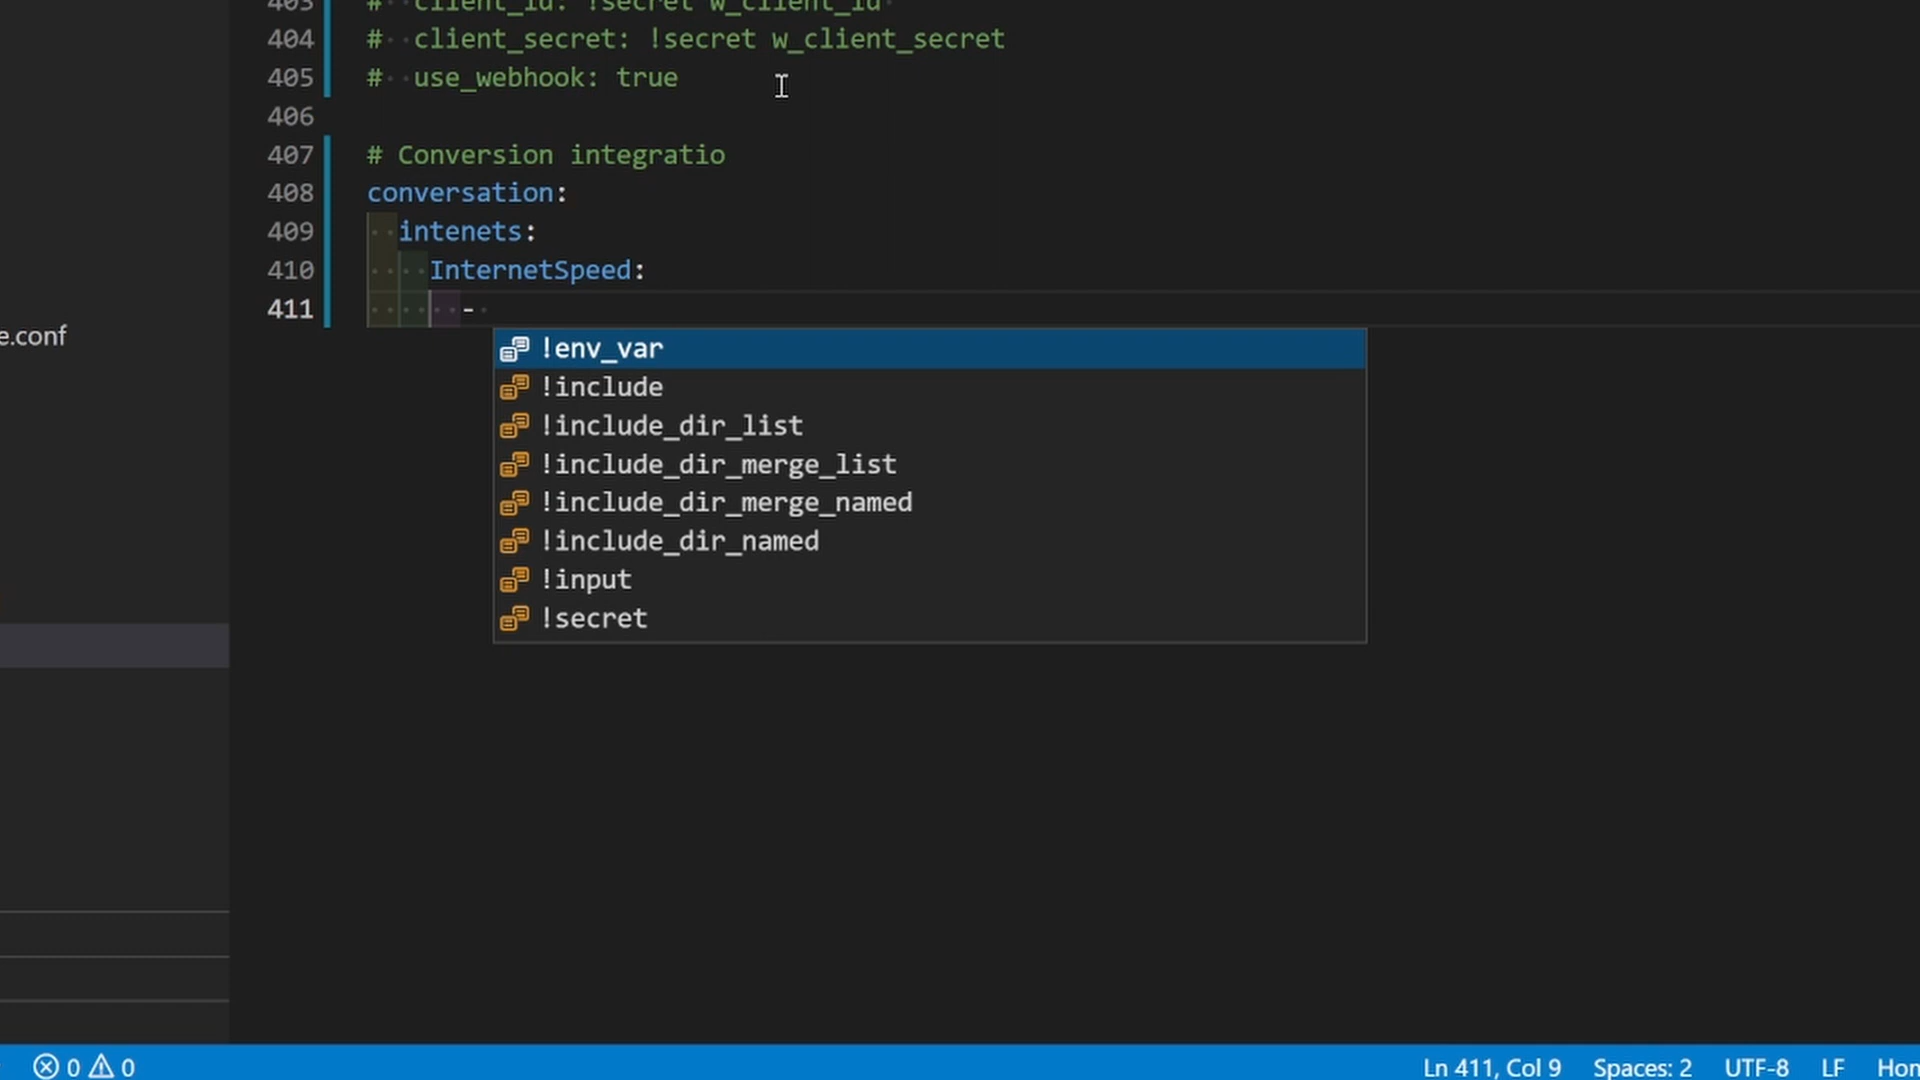 403 # client_id: !secret w_client_id
404 # client_secret: !secret w_client_secret
405 # use_webhook: true
406
407 # Conversion integratio
408 conversation:
409 intenets:
410 InternetSpeed:
e.conf
411 -
!env_var
!include
!include_dir_list
!include_dir_merge_list
!include_dir_merge_named
!include_dir_named
!input
!secret
0 0 Ln 411, Col 9 Spaces: 2 UTF-8 LF Hom